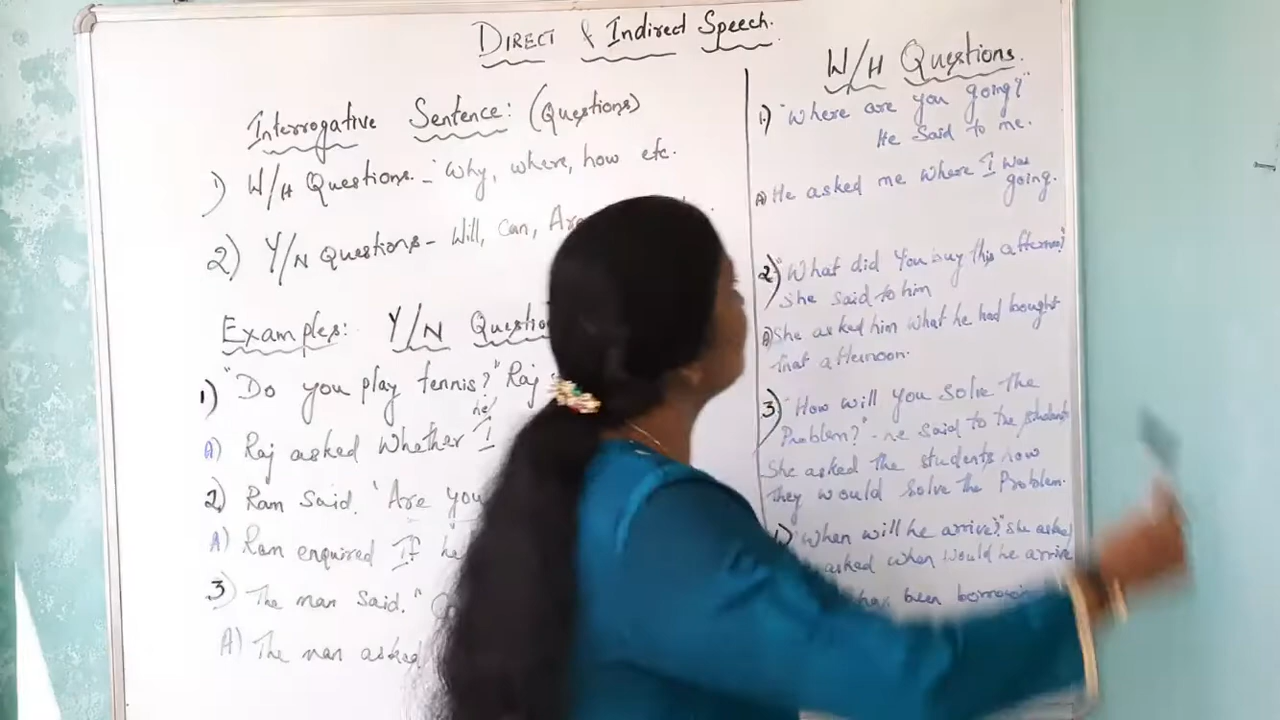 DIRECT & Indirect Speech.
Interrogative Sentence: (Questions)
1) W/H Questions. - Why, where, how etc.
2) Y/N Questions - Will, Can, Are
Examples: Y/N Questio
1) "Do you play tennis?" Raj
he/
A) Raj asked whether I
2) Ram said. "Are you
A) Ram enquired If he
3) The man said. "
A) The man asked
W/H Questions.
1) "Where are you going?"
He said to me.
A) He asked me where I was
going.
2) "What did you buy this afternoon?"
She said to him
A) She asked him what he had bought
that afternoon.
3) "How will you solve the
Problem?" - he said to the students
She asked the students how
they would solve the Problem.
"When will he arrive?" She asked
asked when would he arrive
has been